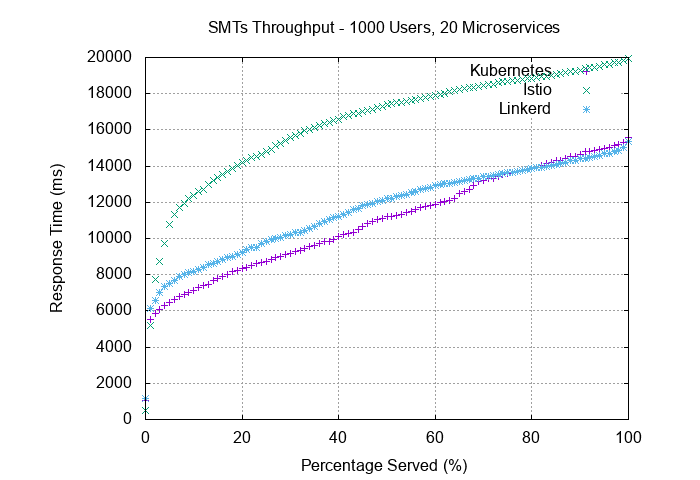 SMTs Throughput - 1000 Users, 20 Microservices
20000
18000
16000
14000
12000
10000
8000
6000
4000
2000
0
Response Time (ms)
Kubernetes
Istio
Linkerd
0 20 40 60 80 100
Percentage Served (%)